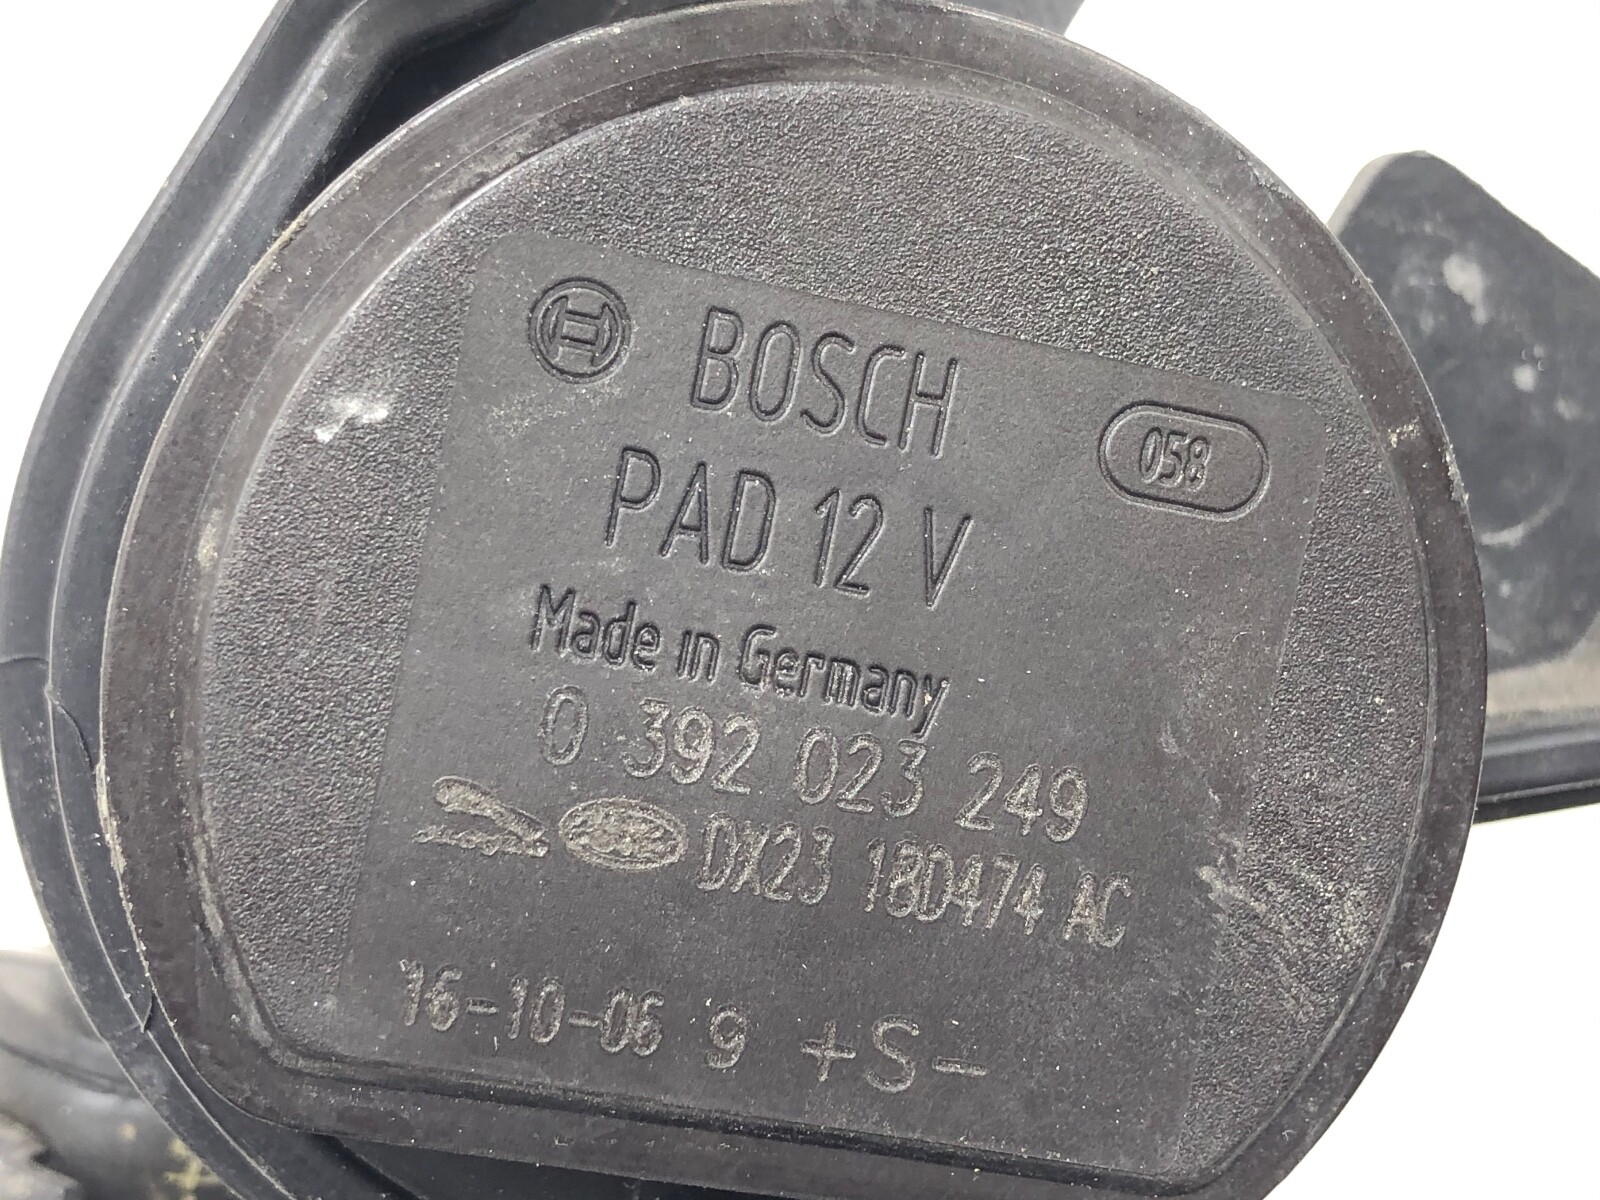 BOSCH
058
PAD 12 V
Made in Germany
0 392 023 249
DX23 18D474 AC
16-10-06 9 +S-